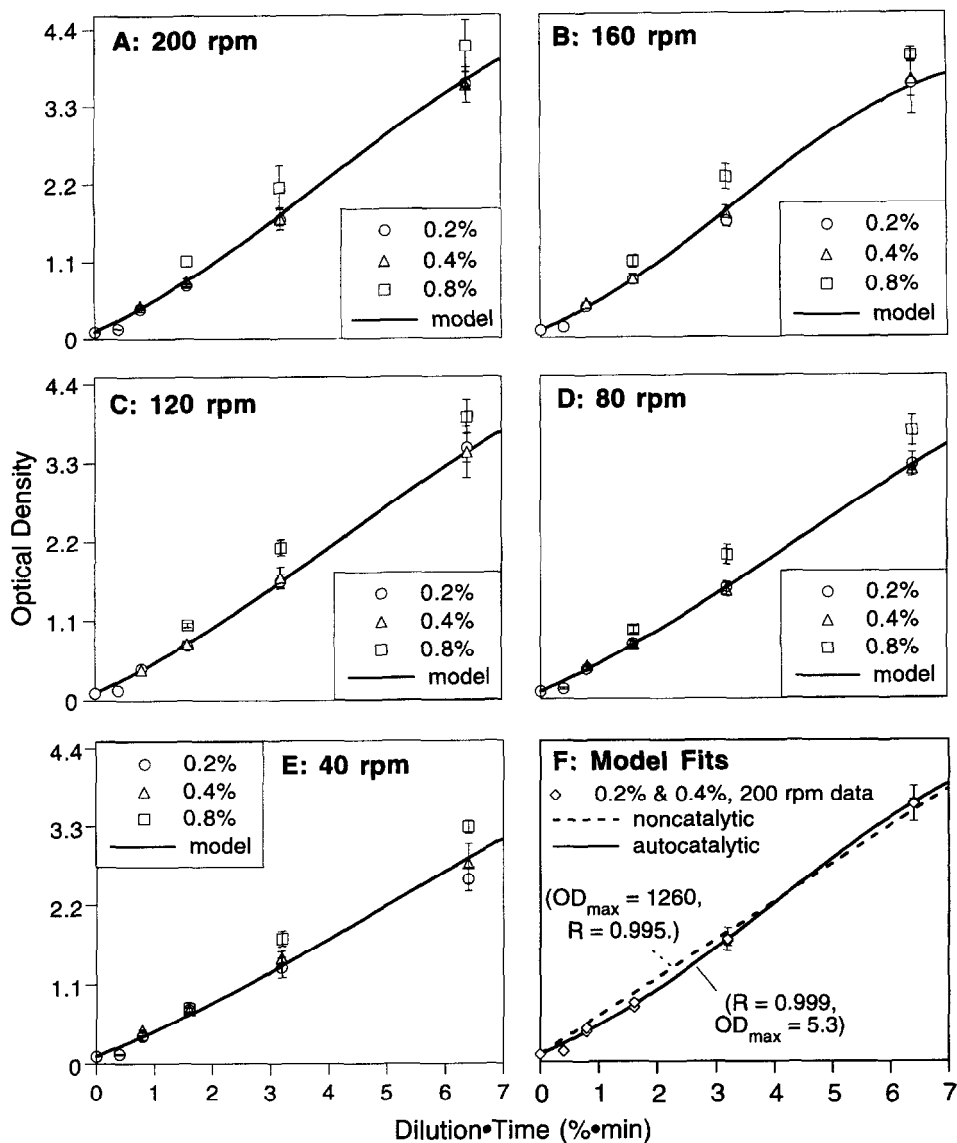 A: 200 rpm
4.4
3.3
2.2
1.1
0
0.2%
0.4%
0.8%
model
B: 160 rpm
0.2%
0.4%
0.8%
model
C: 120 rpm
4.4
3.3
2.2
1.1
0
0.2%
0.4%
0.8%
model
D: 80 rpm
0.2%
0.4%
0.8%
model
Optical Density
E: 40 rpm
4.4
3.3
2.2
1.1
0
0.2%
0.4%
0.8%
model
0 1 2 3 4 5 6 7
F: Model Fits
0.2% & 0.4%, 200 rpm data
noncatalytic
autocatalytic
(ODmax = 1260,
R = 0.995.)
(R = 0.999,
ODmax = 5.3)
0 1 2 3 4 5 6 7
Dilution•Time (%•min)